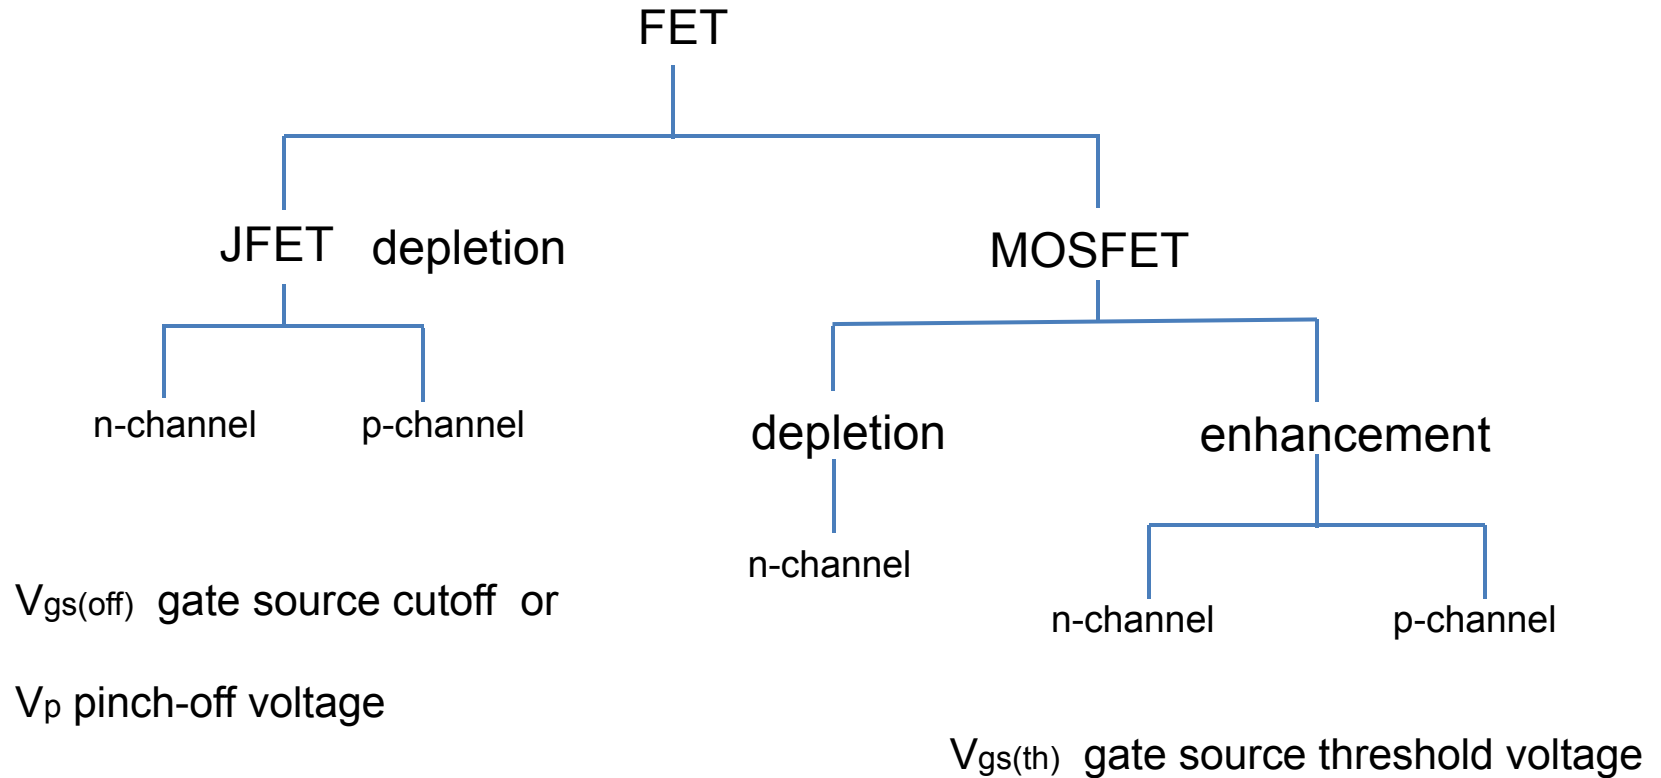 FET
JFET depletion
MOSFET
n-channel p-channel
depletion
enhancement
n-channel
n-channel p-channel
Vgs(off) gate source cutoff or
Vp pinch-off voltage
Vgs(th) gate source threshold voltage